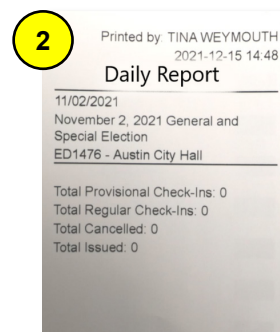 2
Printed by: TINA WEYMOUTH
2021-12-15 14:48
Daily Report
11/02/2021
November 2, 2021 General and
Special Election
ED1476 - Austin City Hall
Total Provisional Check-Ins: 0
Total Regular Check-Ins: 0
Total Cancelled: 0
Total Issued: 0